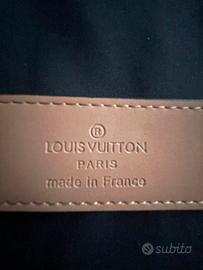 ®
LOUIS VUITTON
PARIS
made in France
subito